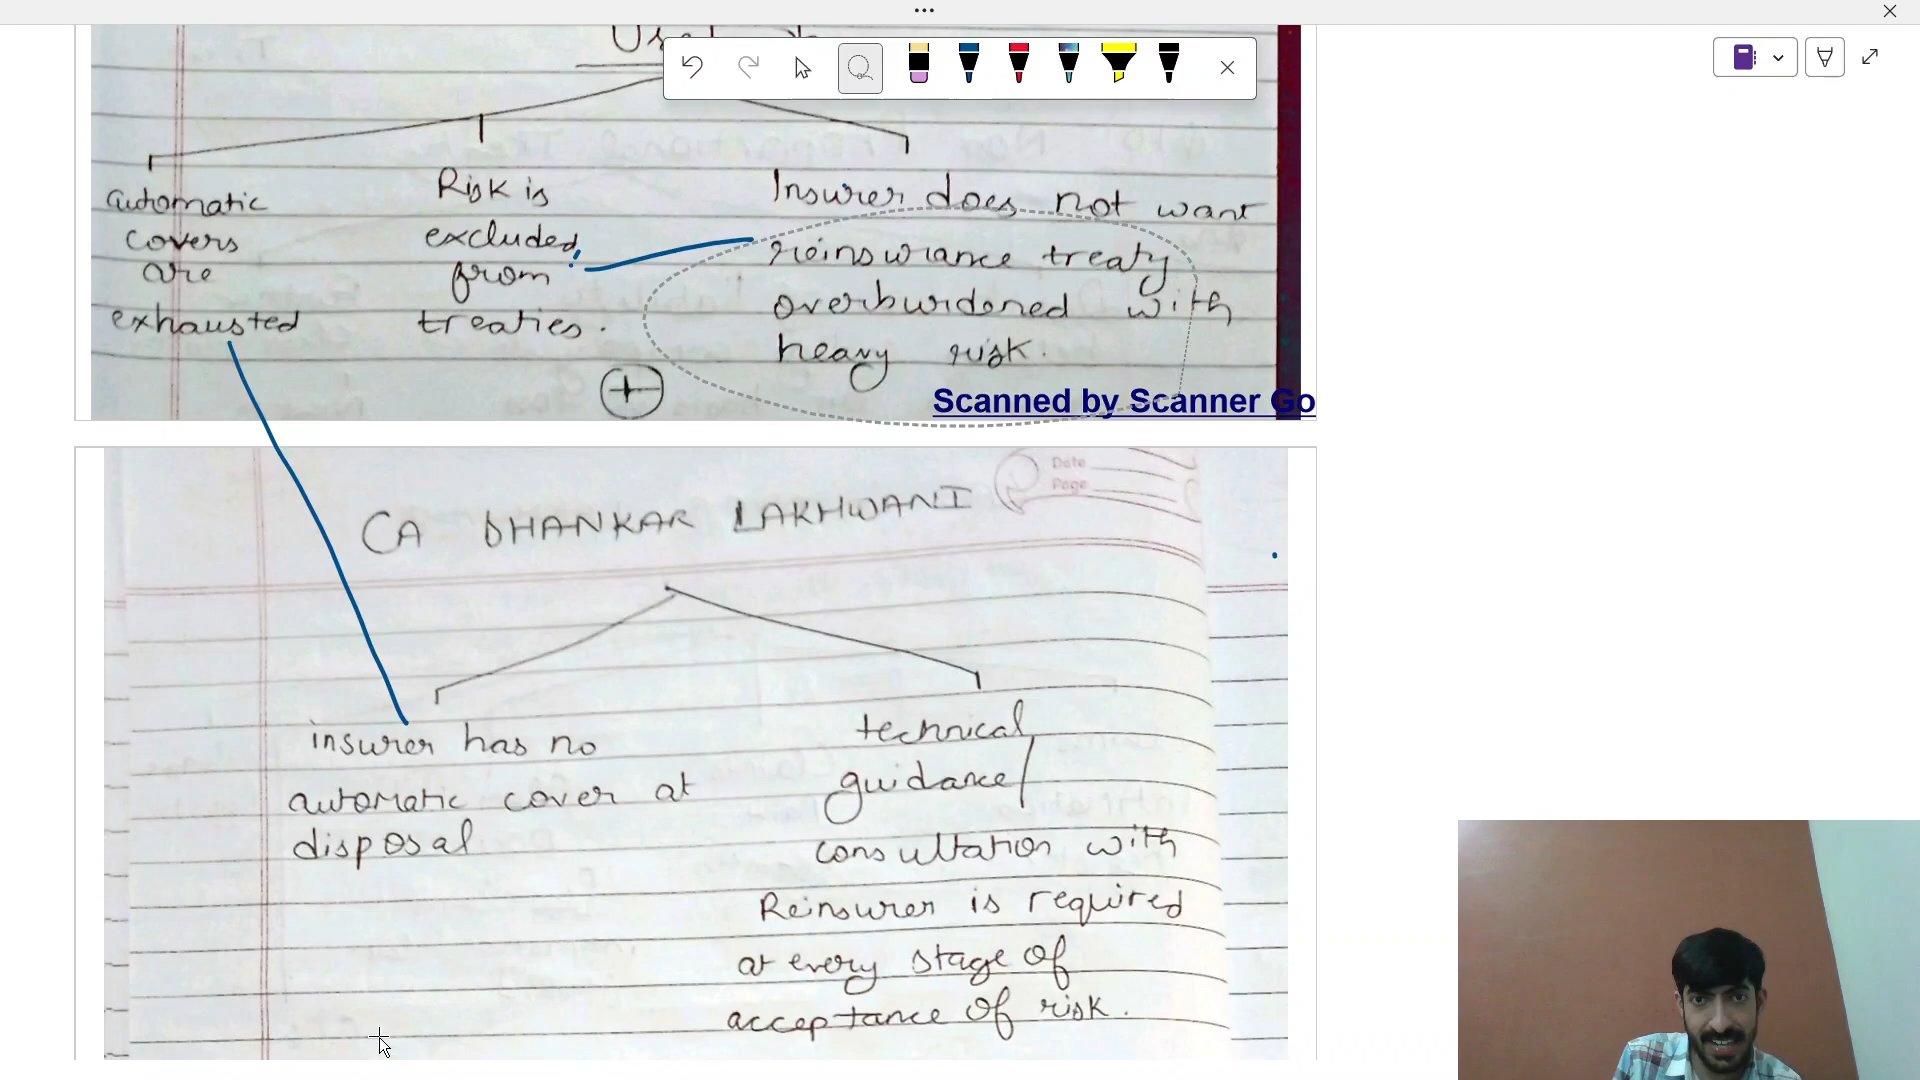 automatic
covers
are
exhausted
Risk is
excluded
from
treaties.
Insurer does not want
reinsurance treaty
overburdened with
heavy risk.
Scanned by Scanner Go
Date
Page
CA SHANKAR LAKHWANI
insurer has no
automatic cover at
disposal
technical
guidance/
consultation with
Reinsurer is required
at every stage of
acceptance of risk.